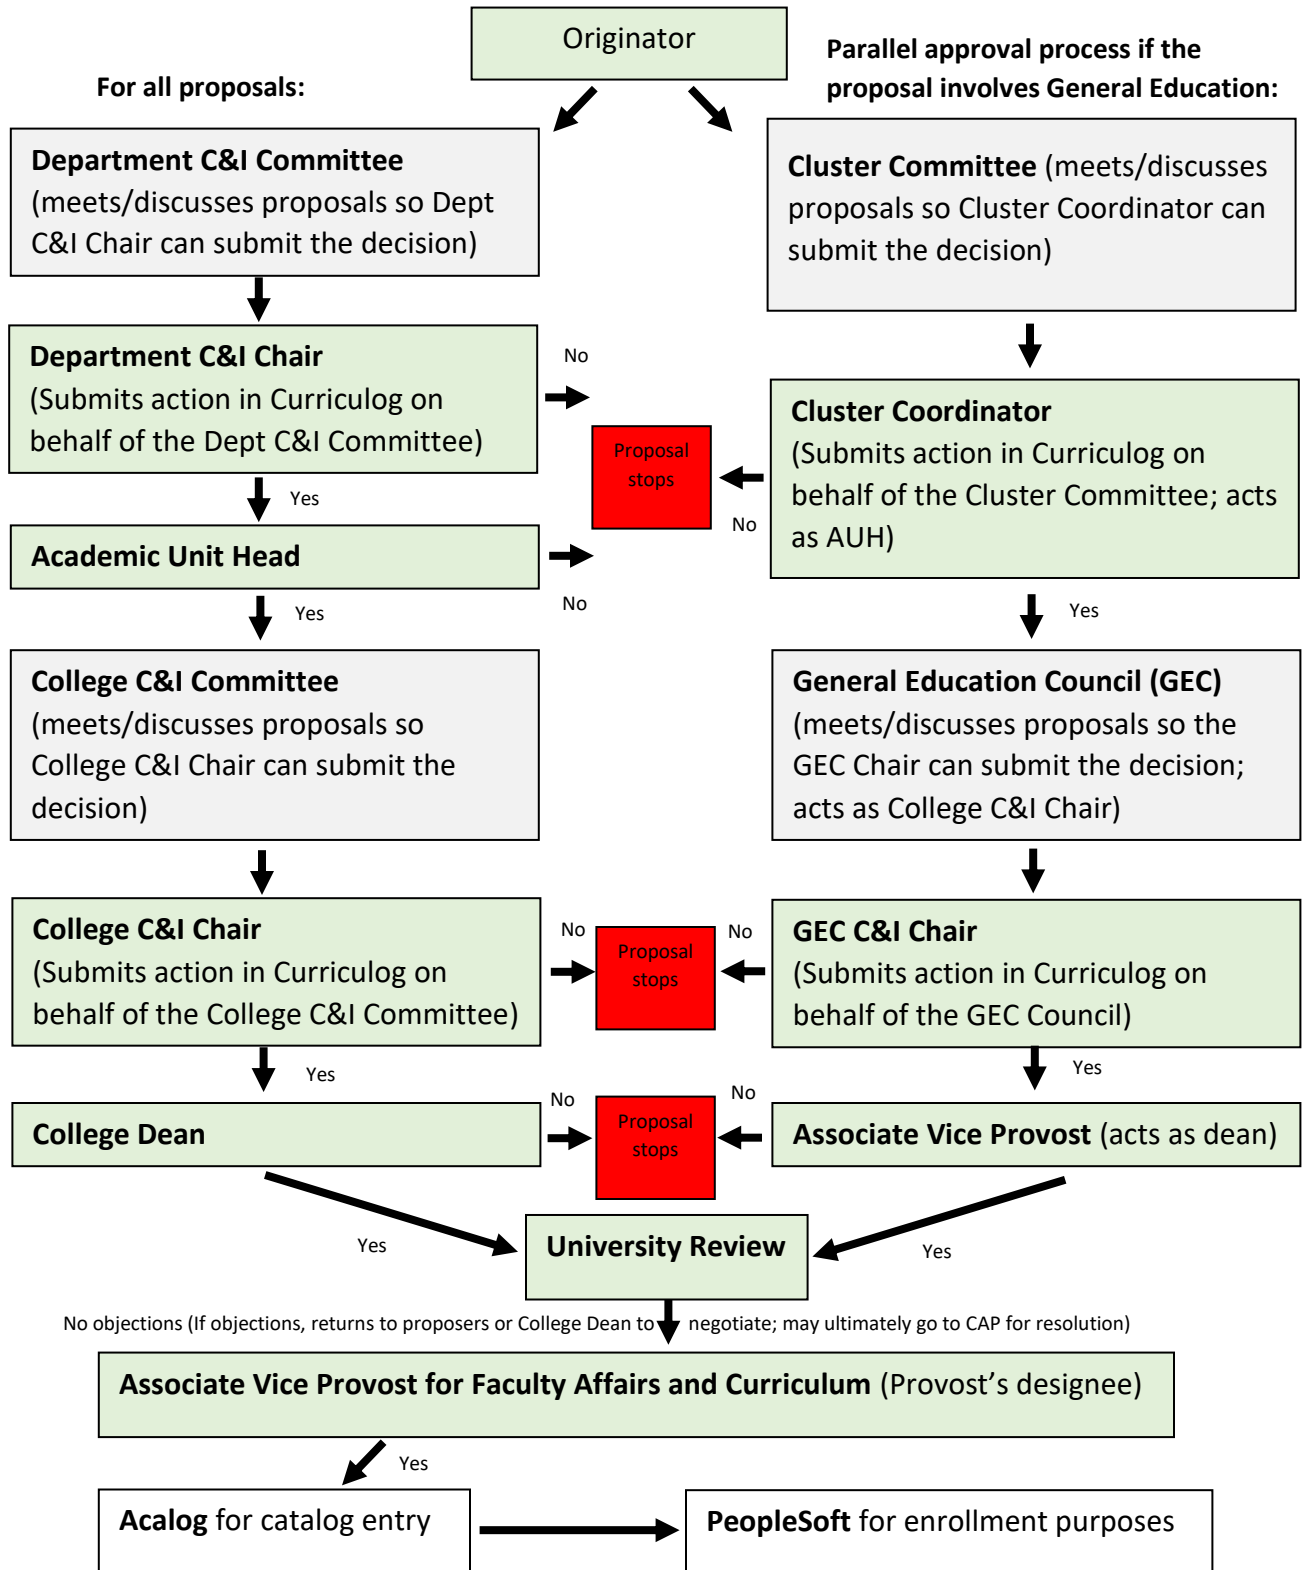 Originator
For all proposals:
Parallel approval process if the
proposal involves General Education:
Department C&I Committee
(meets/discusses proposals so Dept
C&I Chair can submit the decision)
Cluster Committee (meets/discusses
proposals so Cluster Coordinator can
submit the decision)
Department C&I Chair
(Submits action in Curriculog on
behalf of the Dept C&I Committee)
No
Proposal
stops
Cluster Coordinator
(Submits action in Curriculog on
behalf of the Cluster Committee; acts
as AUH)
No
Yes
Academic Unit Head
No
Yes
Yes
College C&I Committee
(meets/discusses proposals so
College C&I Chair can submit the
decision)
General Education Council (GEC)
(meets/discusses proposals so the
GEC Chair can submit the decision;
acts as College C&I Chair)
College C&I Chair
(Submits action in Curriculog on
behalf of the College C&I Committee)
No
Proposal
stops
No
GEC C&I Chair
(Submits action in Curriculog on
behalf of the GEC Council)
Yes
Yes
College Dean
No
Proposal
stops
No
Associate Vice Provost (acts as dean)
Yes
University Review
Yes
No objections (If objections, returns to proposers or College Dean to negotiate; may ultimately go to CAP for resolution)
Associate Vice Provost for Faculty Affairs and Curriculum (Provost’s designee)
Yes
Acalog for catalog entry
PeopleSoft for enrollment purposes